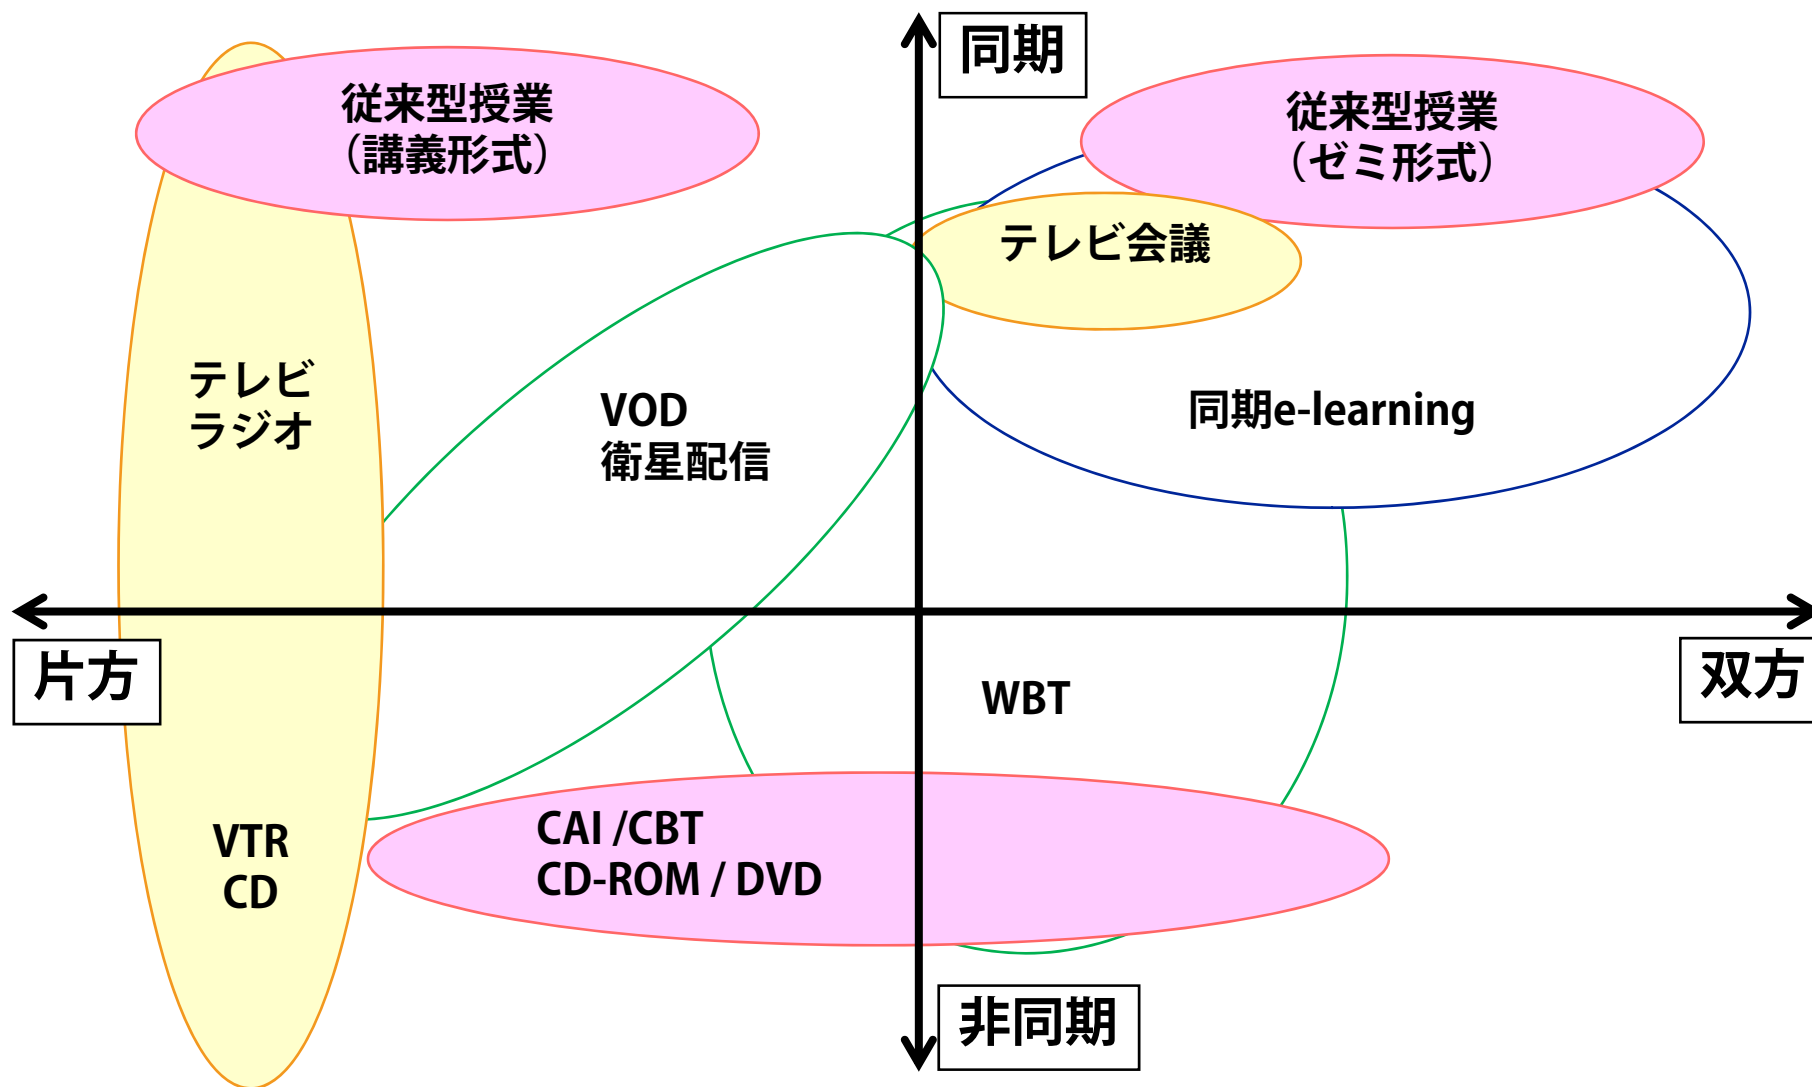 同期
従来型授業
（講義形式）
従来型授業
（ゼミ形式）
テレビ会議
テレビ
ラジオ
VOD
衛星配信
同期e-learning
片方
双方
WBT
VTR
CD
CAI /CBT
CD-ROM / DVD
非同期